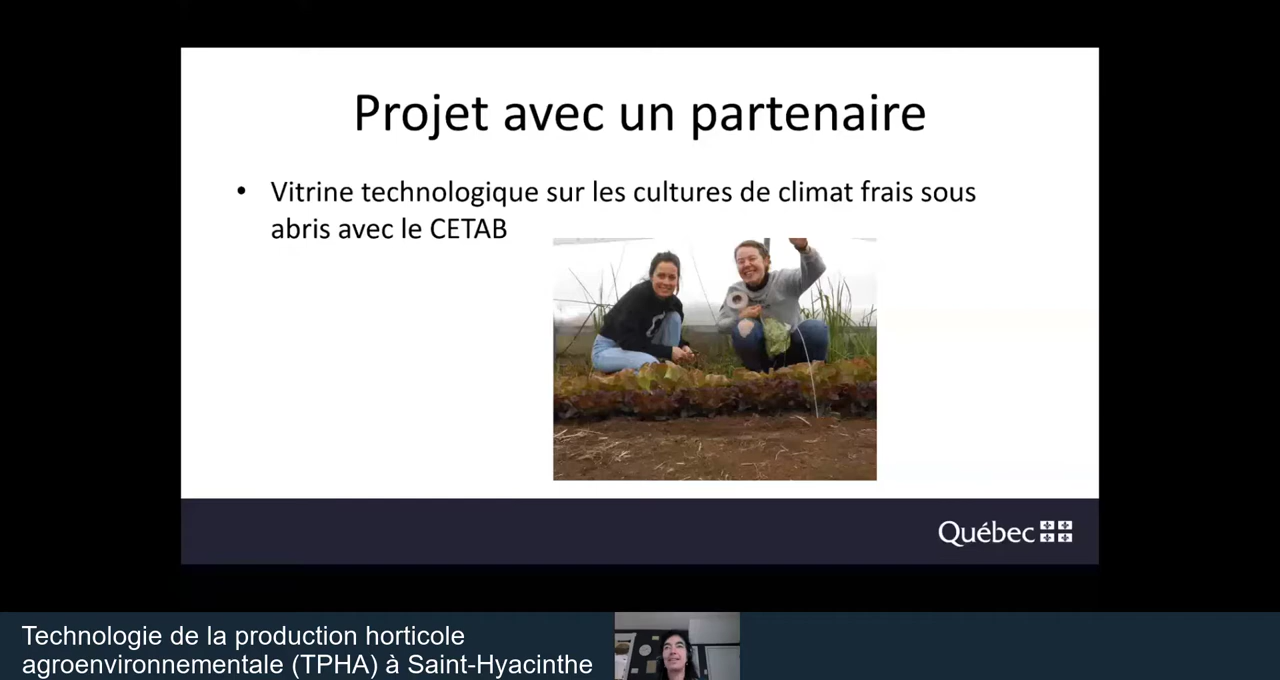 Projet avec un partenaire
• Vitrine technologique sur les cultures de climat frais sous
abris avec le CETAB
Québec
Technologie de la production horticole
agroenvironnementale (TPHA) à Saint-Hyacinthe